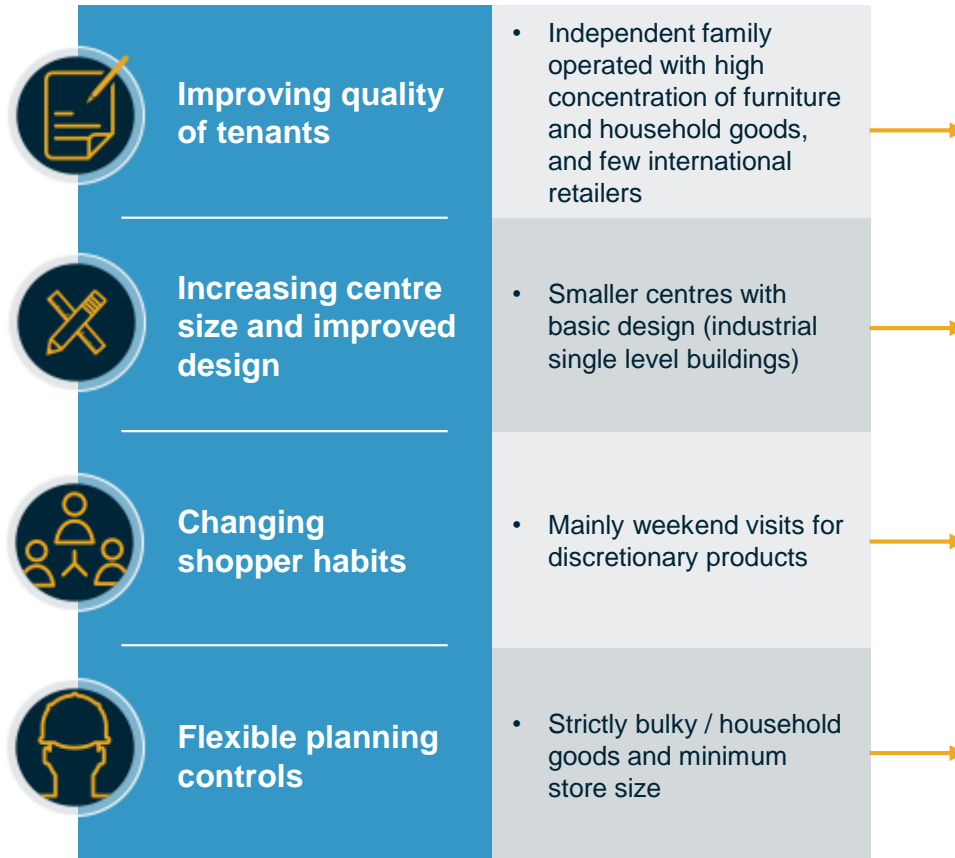 Improving quality
of tenants
• Independent family
operated with high
concentration of furniture
and household goods,
and few international
retailers
Increasing centre
size and improved
design
• Smaller centres with
basic design (industrial
single level buildings)
Changing
shopper habits
• Mainly weekend visits for
discretionary products
Flexible planning
controls
• Strictly bulky / household
goods and minimum
store size